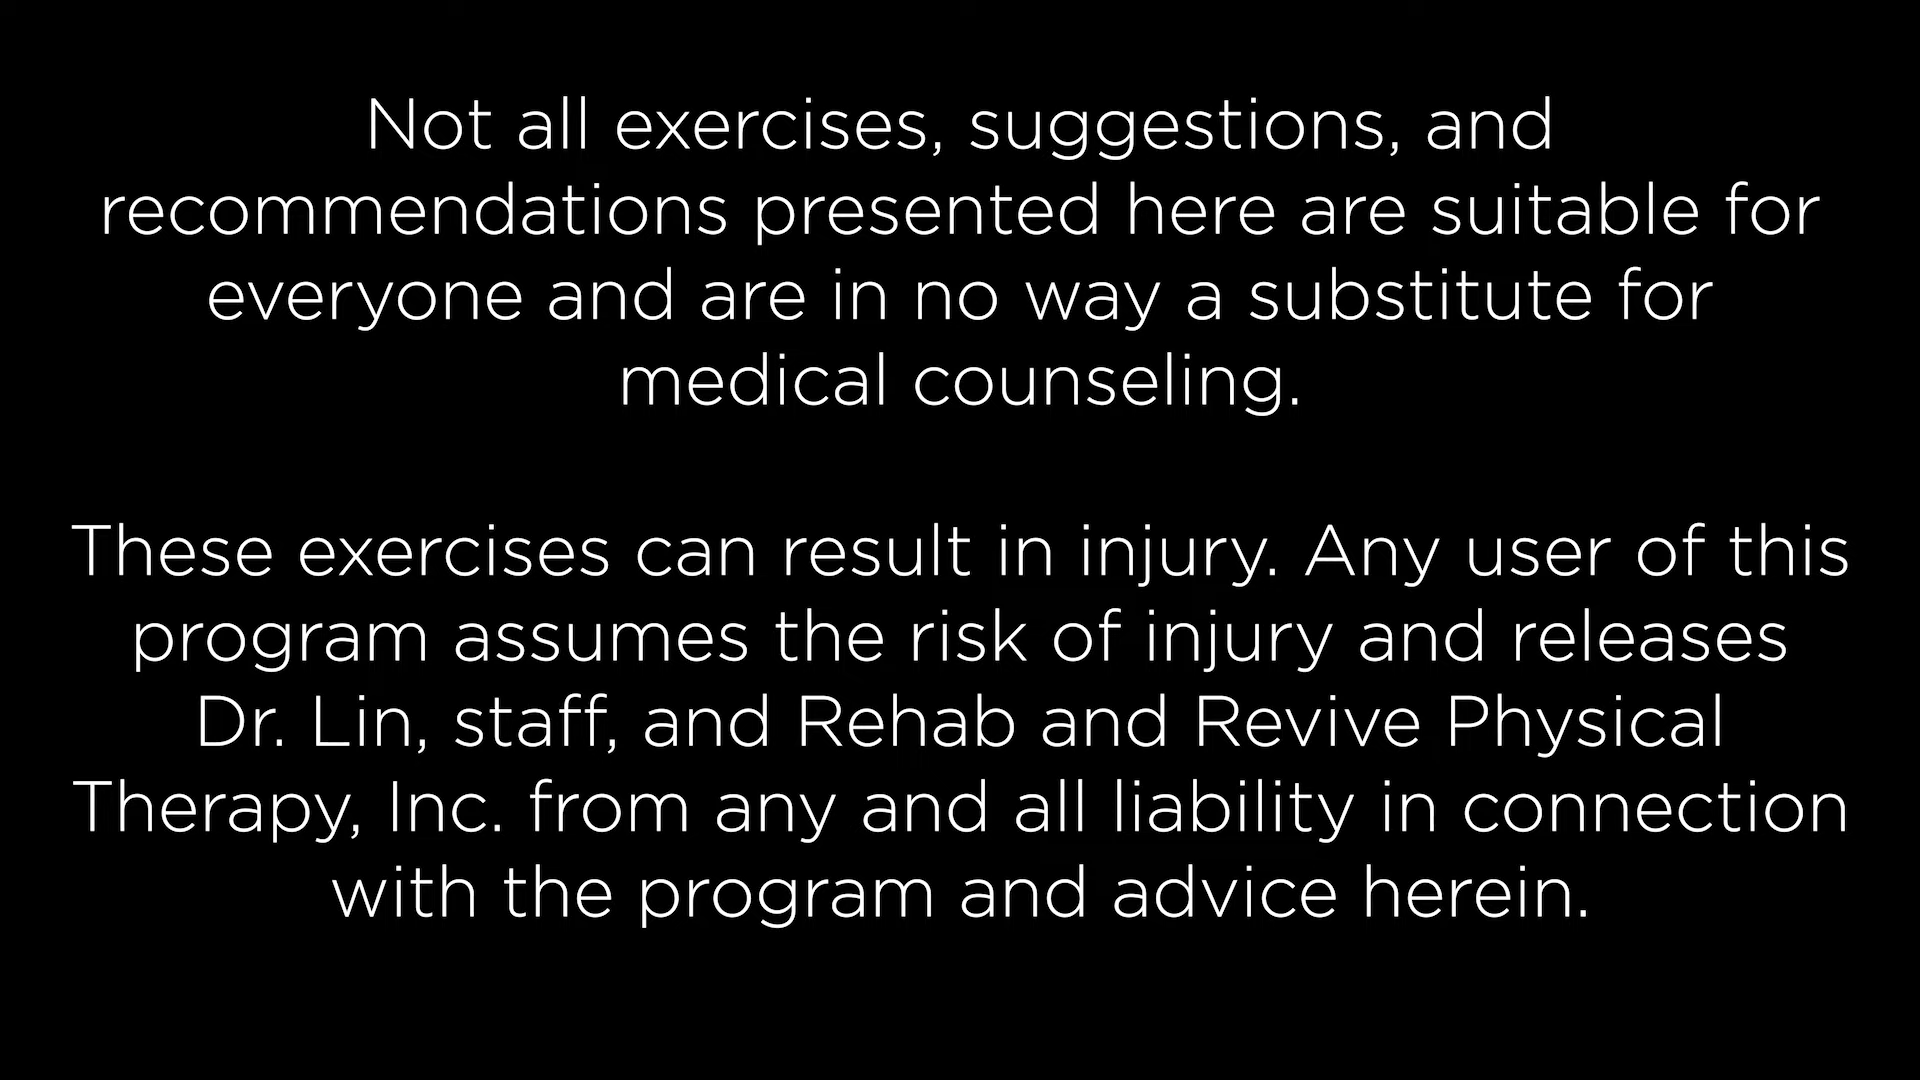 Not all exercises, suggestions, and
recommendations presented here are suitable for
everyone and are in no way a substitute for
medical counseling.
These exercises can result in injury. Any user of this
program assumes the risk of injury and releases
Dr. Lin, staff, and Rehab and Revive Physical
Therapy, Inc. from any and all liability in connection
with the program and advice herein.